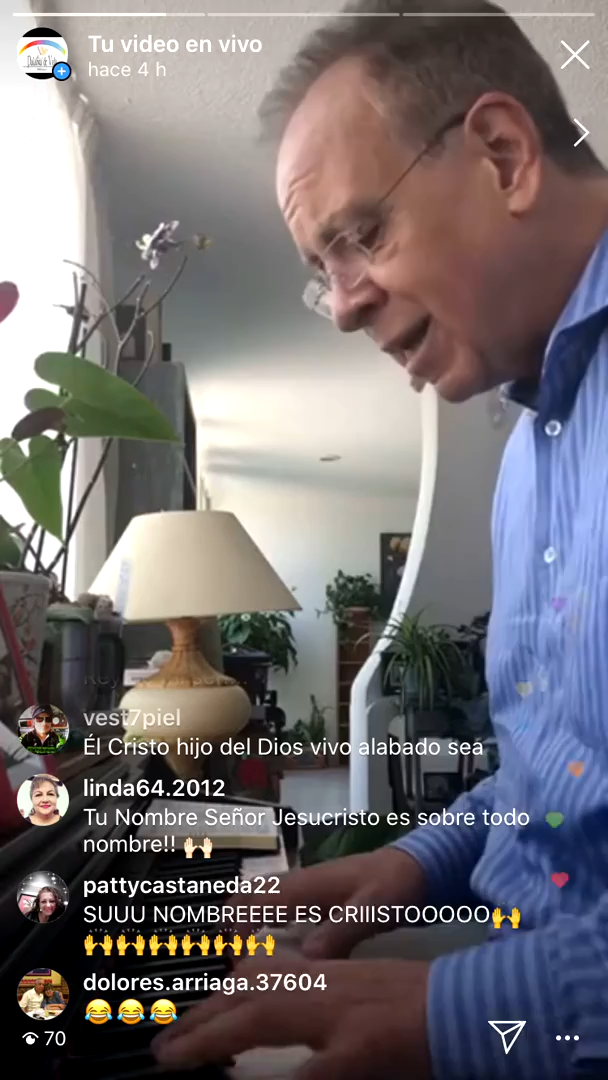 Tu video en vivo
hace 4 h
vest7piel
Él Cristo hijo del Dios vivo alabado sea
linda64.2012
Tu Nombre Señor Jesucristo es sobre todo
nombre!! 🙌🏻
pattycastaneda22
SUUU NOMBREEEE ES CRIIISTOOOOO🙌
🙌🙌🙌🙌🙌🙌
dolores.arriaga.37604
😂😂😂
70